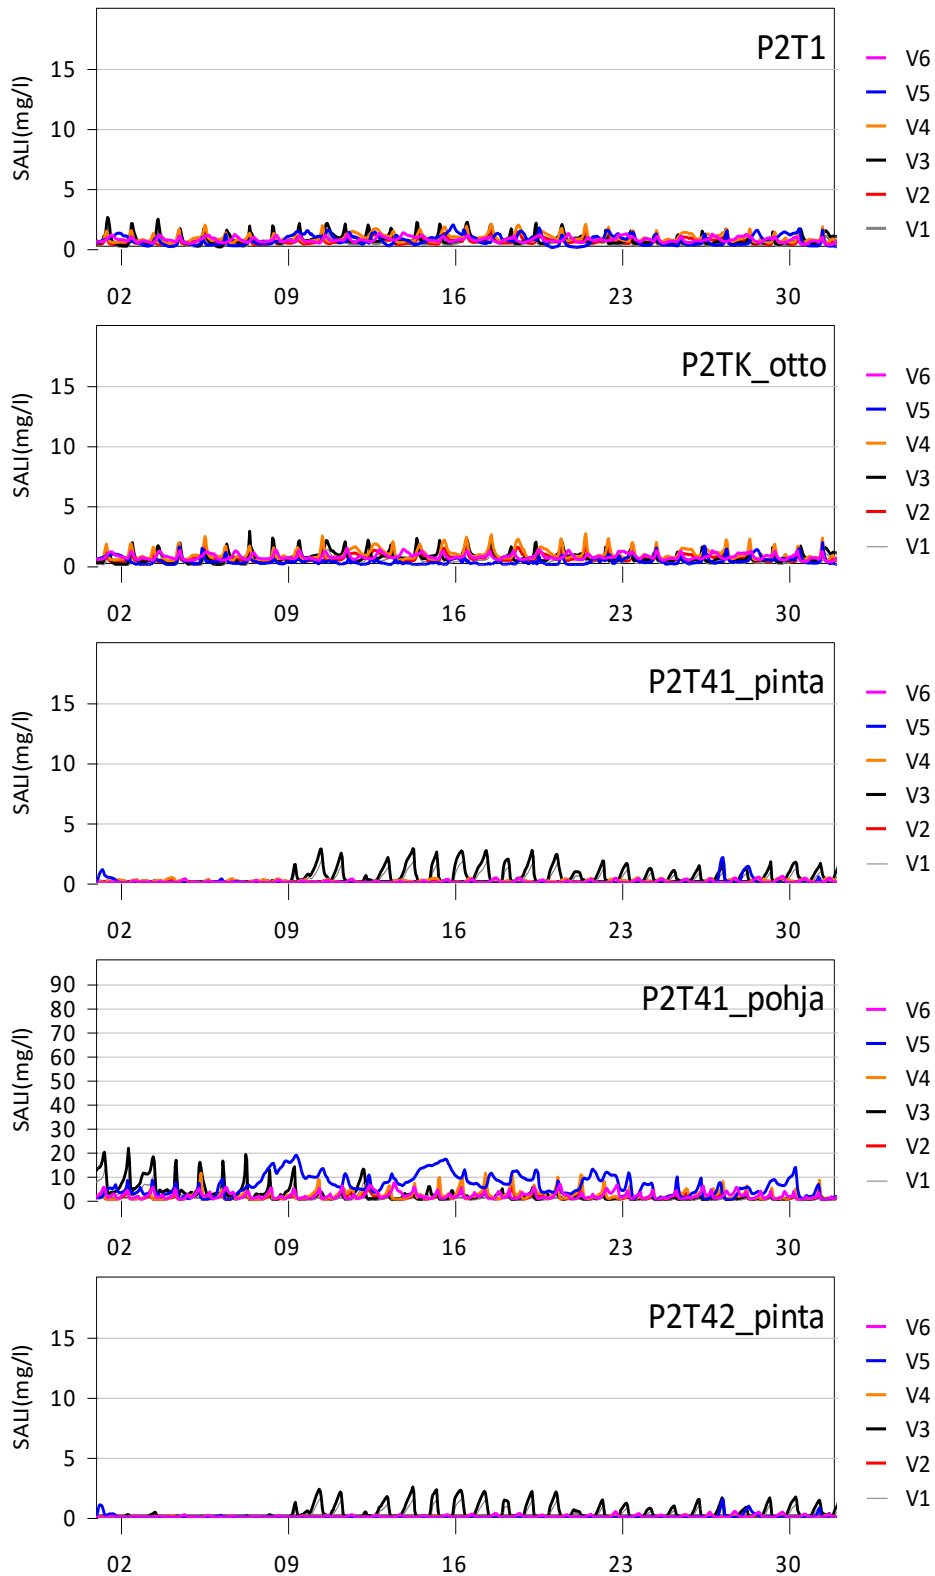 P2T1
SALI(mg/l)
15
10
5
0
02 09 16 23 30
V6
V5
V4
V3
V2
V1
P2TK_otto
SALI(mg/l)
15
10
5
0
02 09 16 23 30
V6
V5
V4
V3
V2
V1
P2T41_pinta
SALI(mg/l)
15
10
5
0
02 09 16 23 30
V6
V5
V4
V3
V2
V1
P2T41_pohja
SALI(mg/l)
90
80
70
60
50
40
30
20
10
0
02 09 16 23 30
V6
V5
V4
V3
V2
V1
P2T42_pinta
SALI(mg/l)
15
10
5
0
02 09 16 23 30
V6
V5
V4
V3
V2
V1